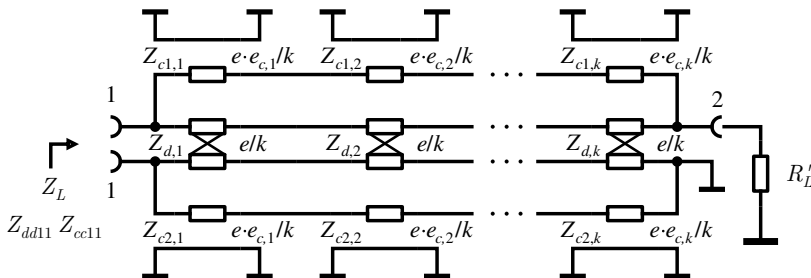 Z_{c1,1} e·e_{c,1}/k Z_{c1,2} e·e_{c,2}/k Z_{c1,k} e·e_{c,k}/k
1 2
· · ·
· · ·
Z_{d,1} e/k Z_{d,2} e/k Z_{d,k} e/k
· · ·
1
Z_L R'_L
Z_{dd11} Z_{cc11}
· · ·
Z_{c2,1} e·e_{c,1}/k Z_{c2,2} e·e_{c,2}/k Z_{c2,k} e·e_{c,k}/k